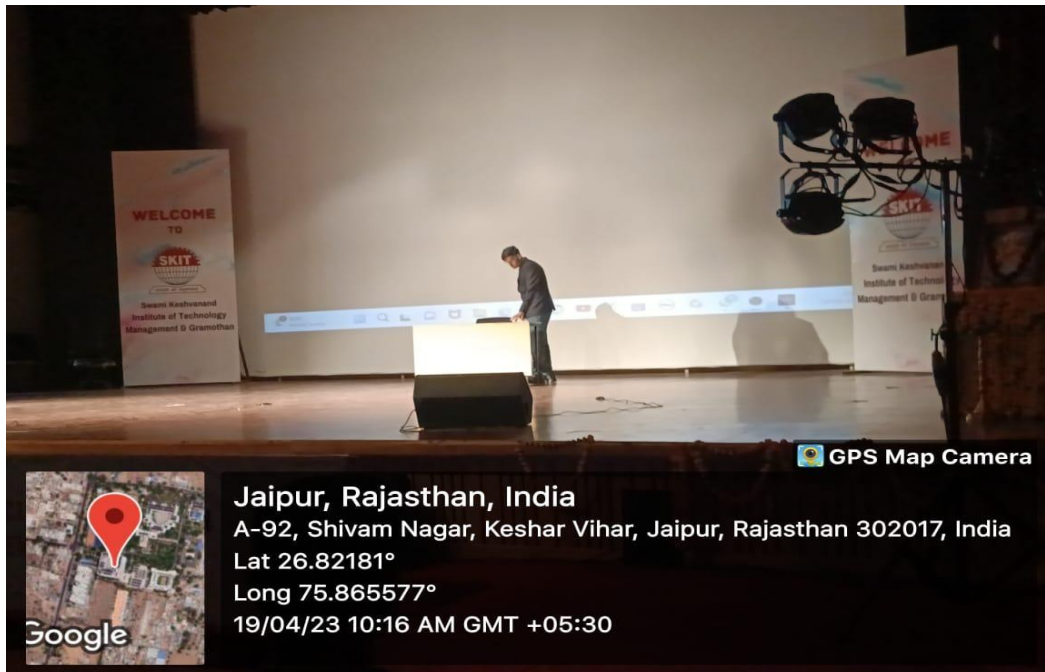 WELCOME
TO
SKIT
Swami Keshvanand
Institute of Technology
Management & Gramothan
SKIT
Swami Keshvanan
Institute of Technol
Management & Gram
GPS Map Camera
Google
Jaipur, Rajasthan, India
A-92, Shivam Nagar, Keshar Vihar, Jaipur, Rajasthan 302017, India
Lat 26.82181°
Long 75.865577°
19/04/23 10:16 AM GMT +05:30